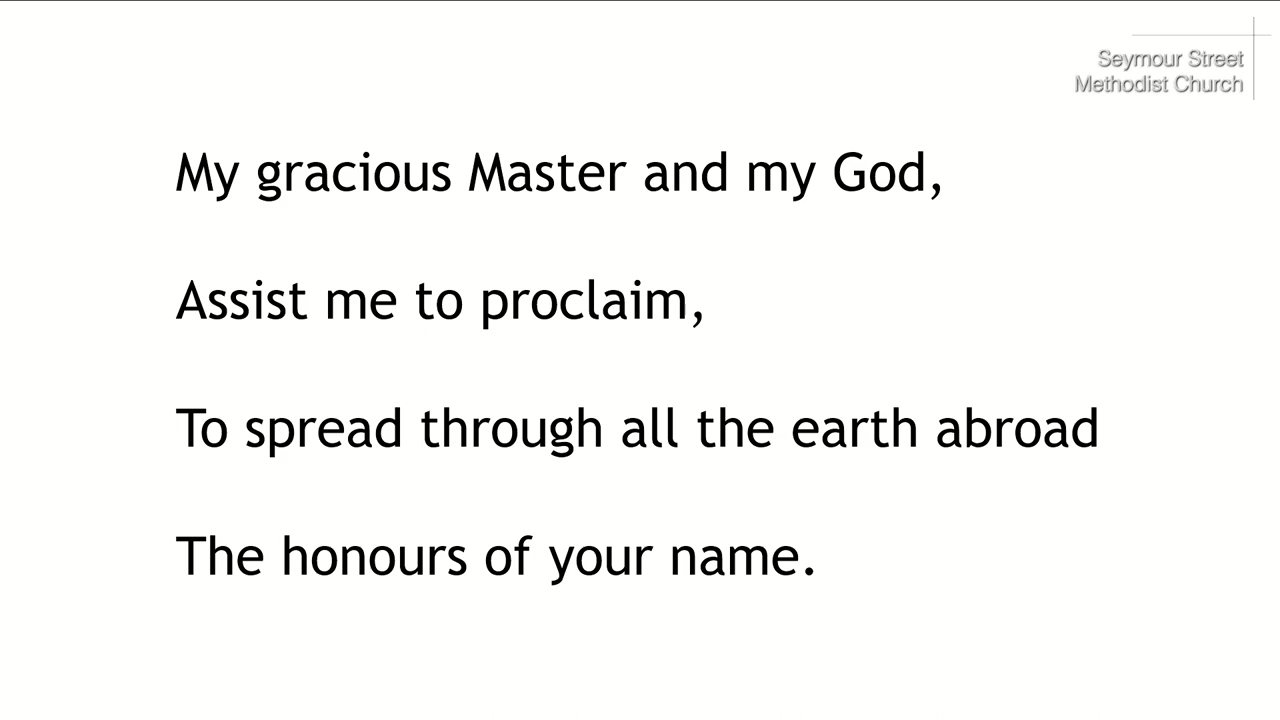 Seymour Street
Methodist Church
My gracious Master and my God,
Assist me to proclaim,
To spread through all the earth abroad
The honours of your name.